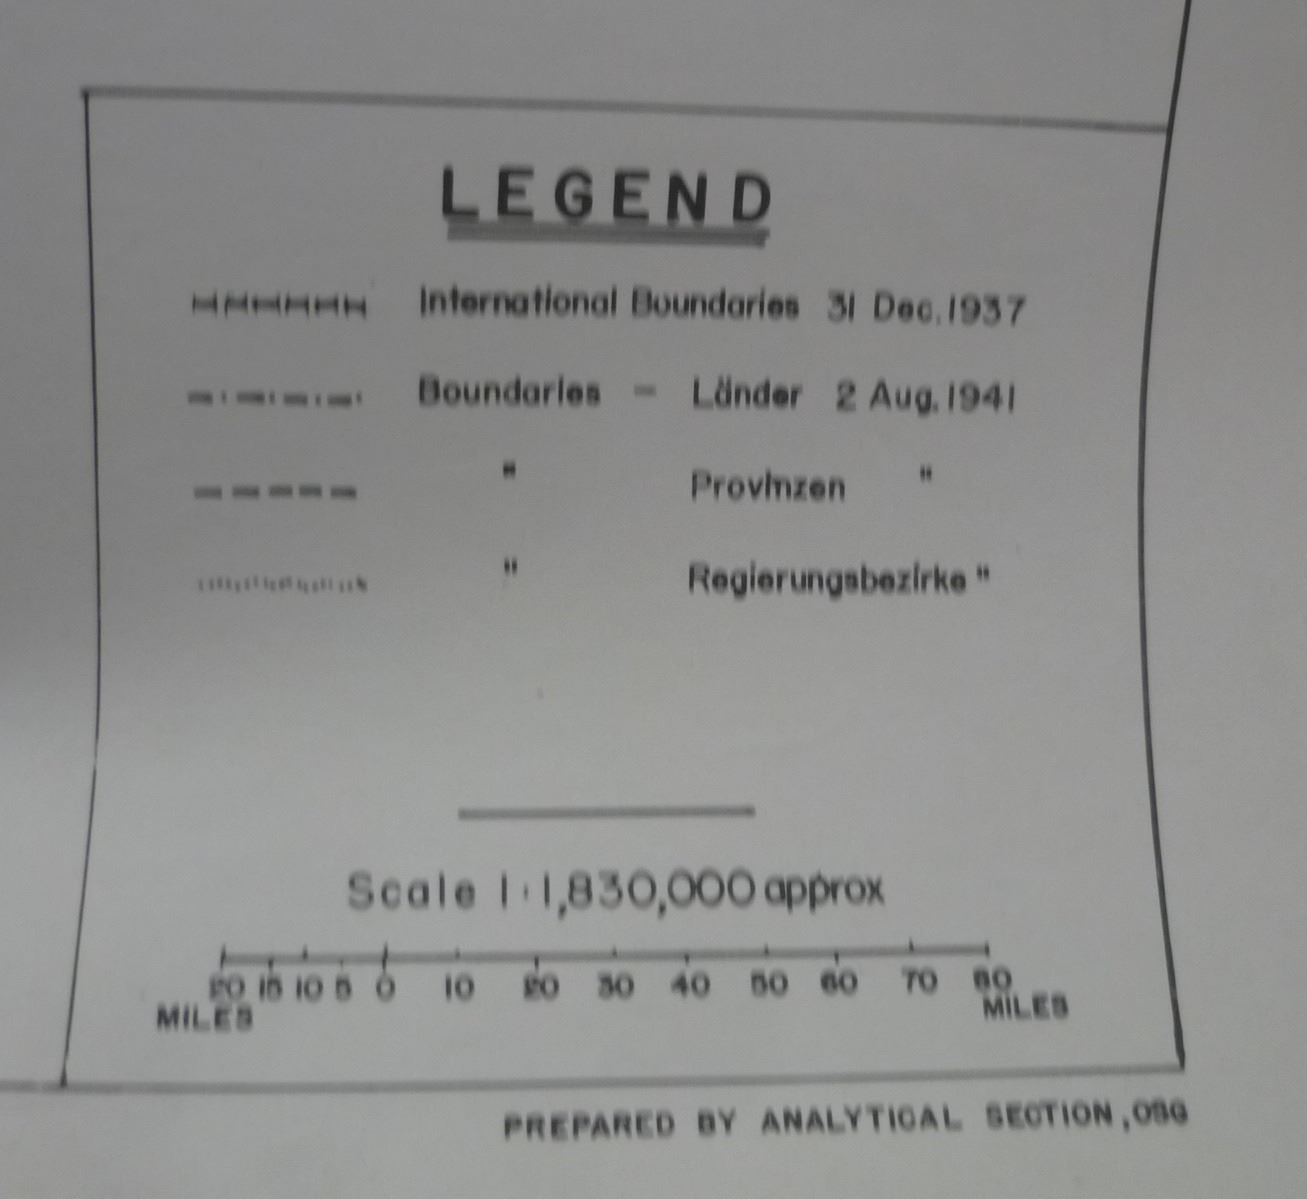 LEGEND
International Boundaries 31 Dec. 1937
Boundaries - Länder 2 Aug. 1941
" Provinzen "
" Regierungsbezirke "
Scale 1:1,830,000 approx
20 15 10 5 0 10 20 30 40 50 60 70 80
MILES MILES
PREPARED BY ANALYTICAL SECTION, OSG